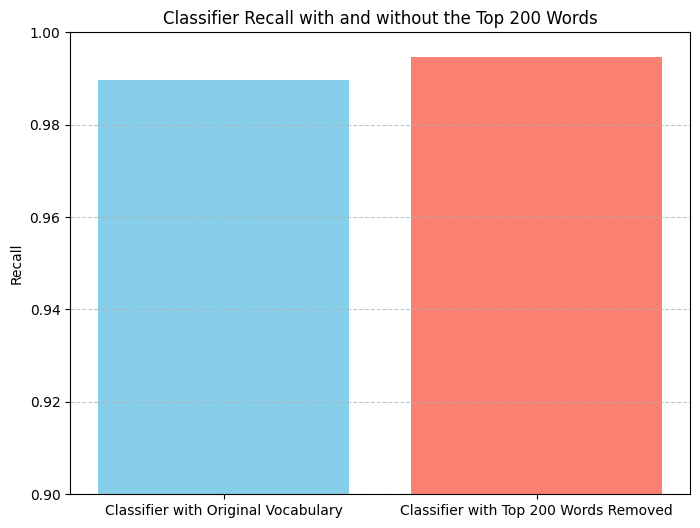 Classifier Recall with and without the Top 200 Words
1.00
0.98
0.96
0.94
0.92
0.90
Recall
Classifier with Original Vocabulary
Classifier with Top 200 Words Removed